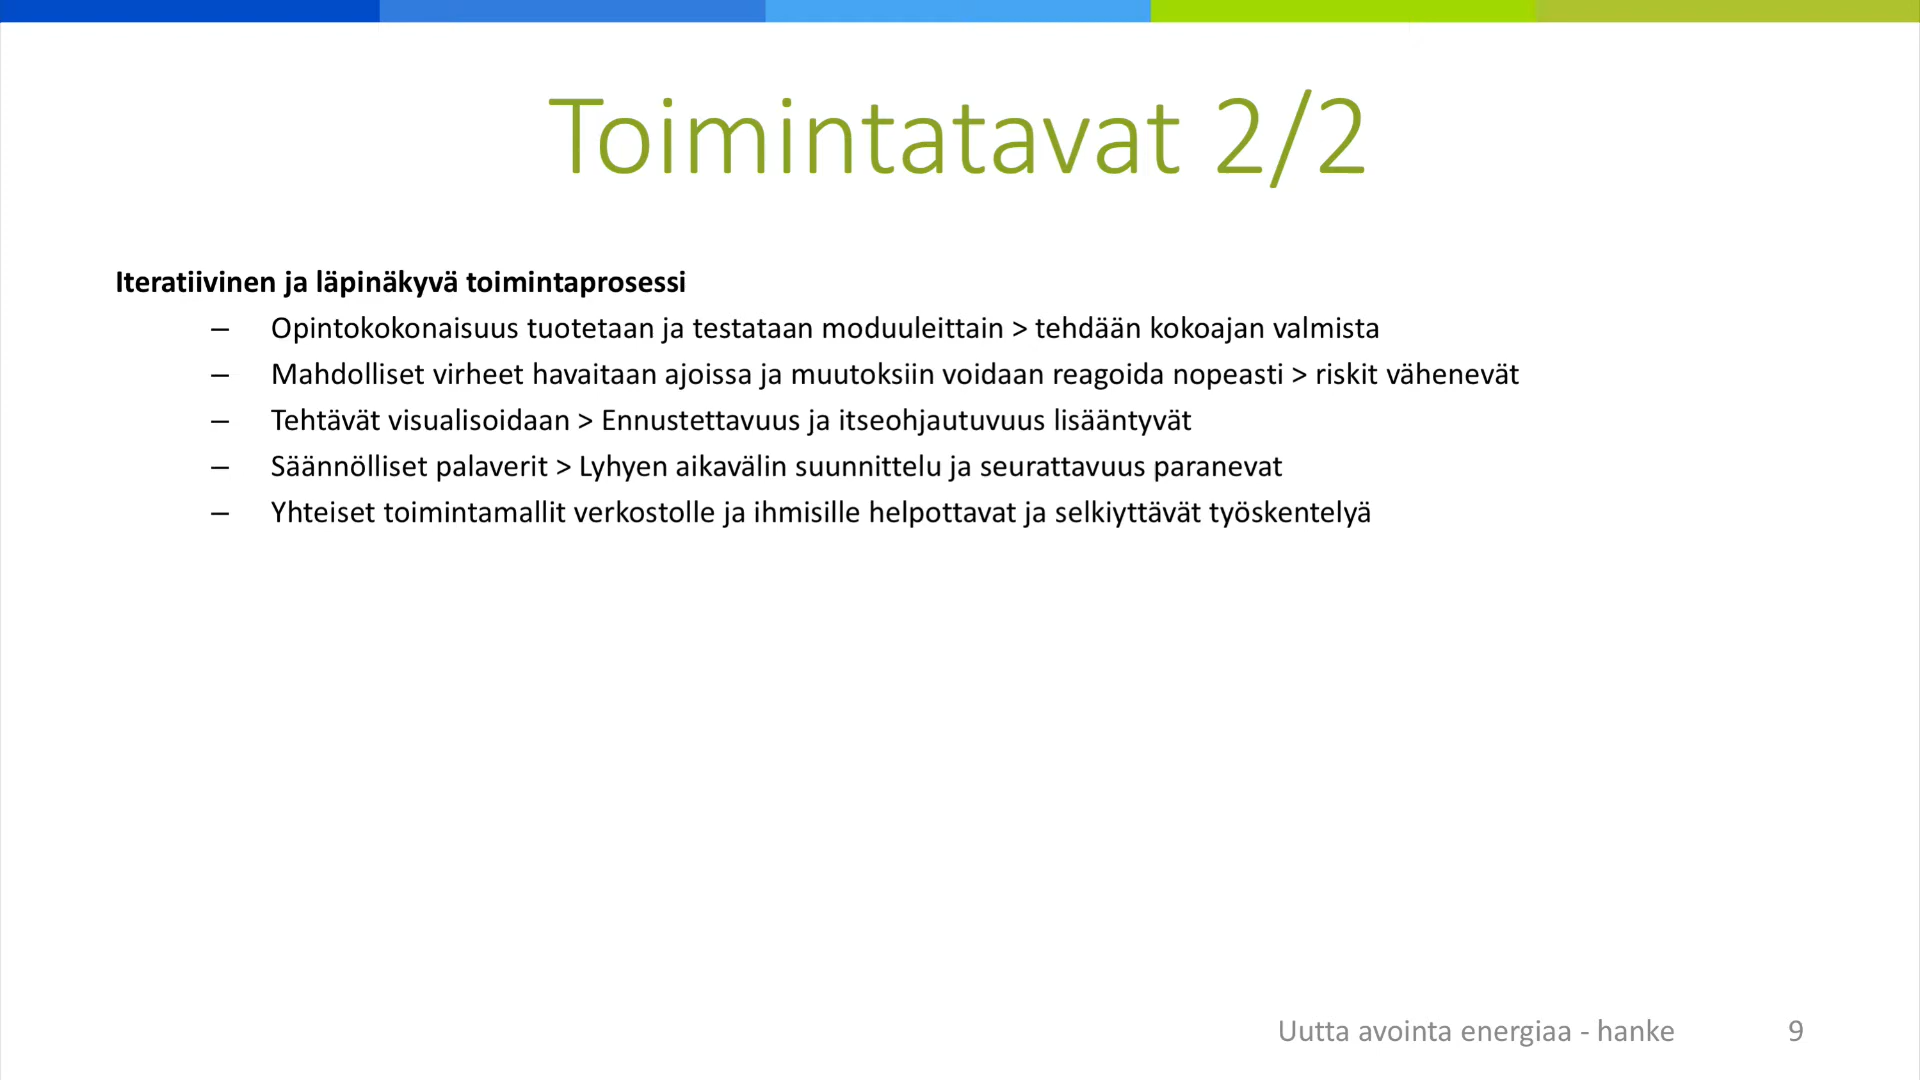 Toimintatavat 2/2
Iteratiivinen ja läpinäkyvä toimintaprosessi
– Opintokokonaisuus tuotetaan ja testataan moduuleittain > tehdään kokoajan valmista
– Mahdolliset virheet havaitaan ajoissa ja muutoksiin voidaan reagoida nopeasti > riskit vähenevät
– Tehtävät visualisoidaan > Ennustettavuus ja itseohjautuvuus lisääntyvät
– Säännölliset palaverit > Lyhyen aikavälin suunnittelu ja seurattavuus paranevat
– Yhteiset toimintamallit verkostolle ja ihmisille helpottavat ja selkiyttävät työskentelyä
Uutta avointa energiaa - hanke 9